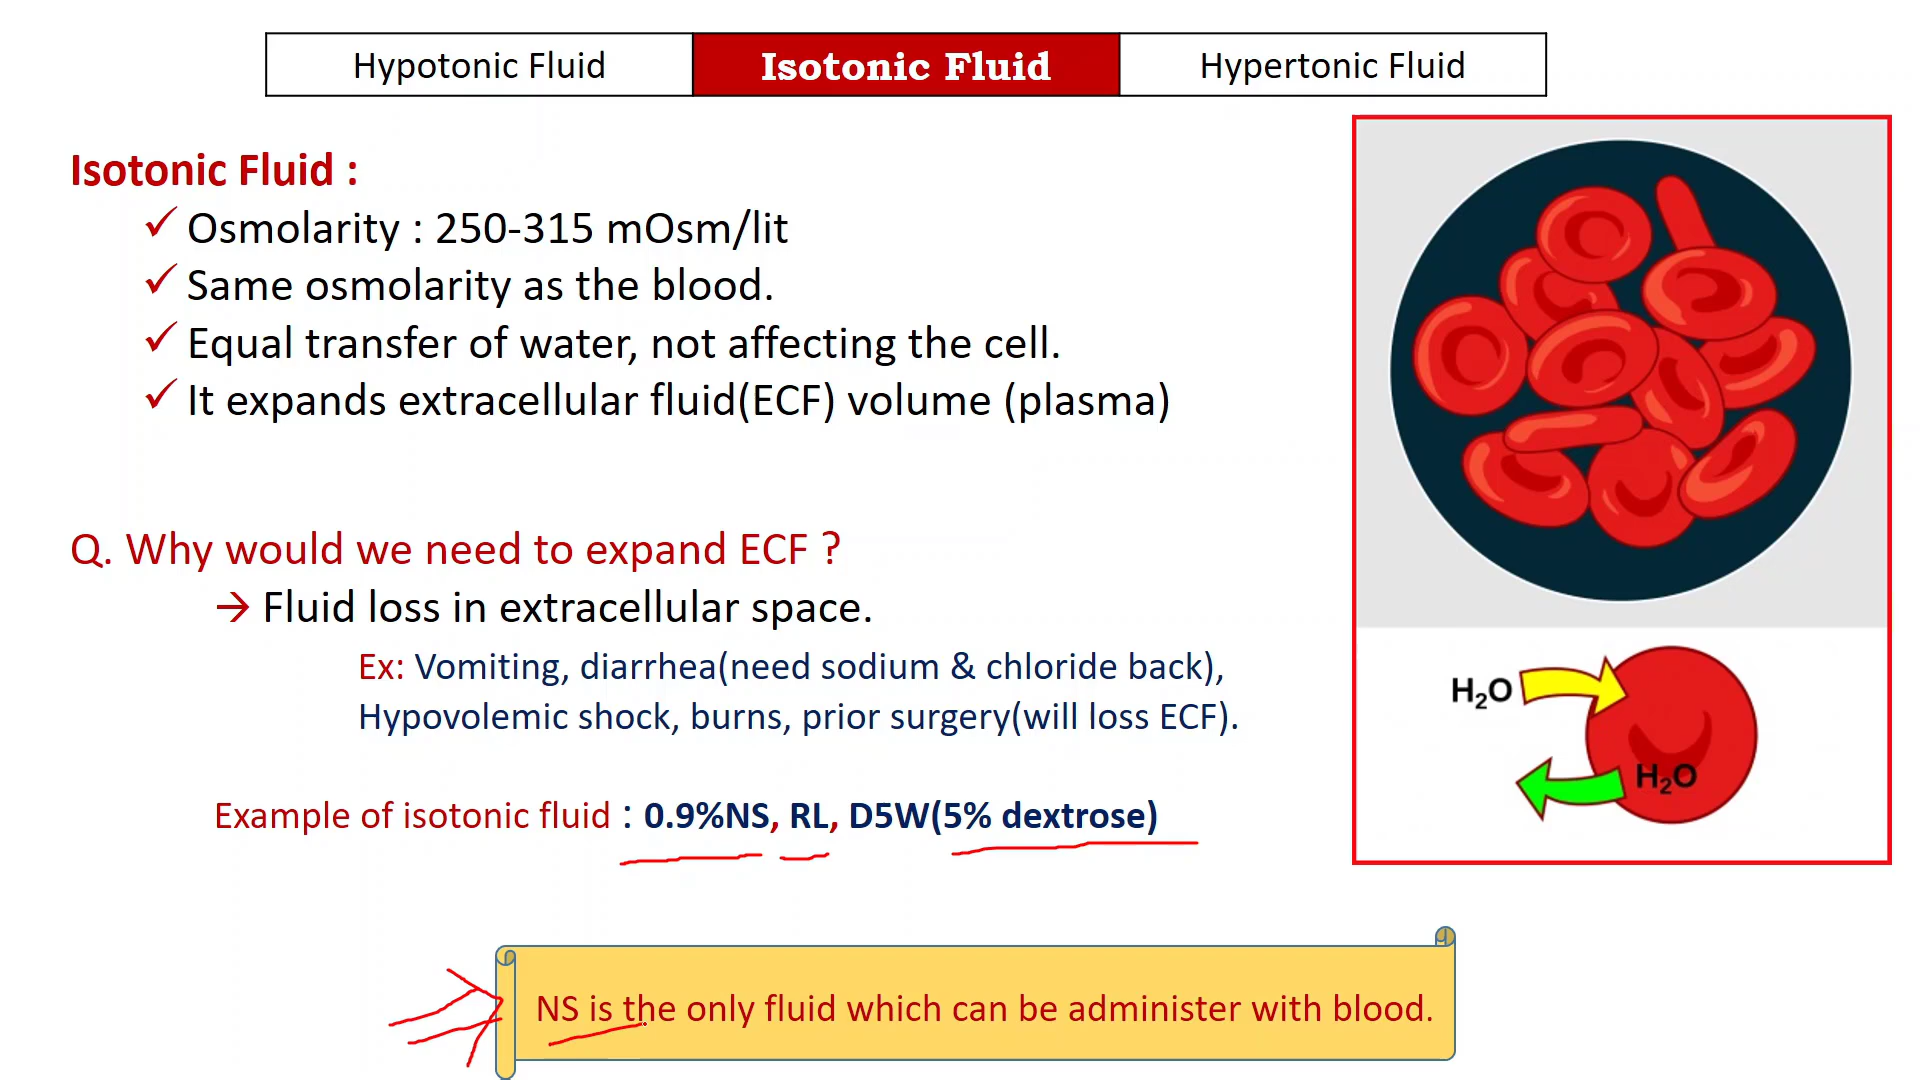 Hypotonic Fluid
Isotonic Fluid
Hypertonic Fluid
Isotonic Fluid :
✓ Osmolarity : 250-315 mOsm/lit
✓ Same osmolarity as the blood.
✓ Equal transfer of water, not affecting the cell.
✓ It expands extracellular fluid(ECF) volume (plasma)
Q. Why would we need to expand ECF ?
→ Fluid loss in extracellular space.
Ex: Vomiting, diarrhea(need sodium & chloride back),
Hypovolemic shock, burns, prior surgery(will loss ECF).
Example of isotonic fluid : 0.9%NS, RL, D5W(5% dextrose)
NS is the only fluid which can be administer with blood.
H₂O
H₂O